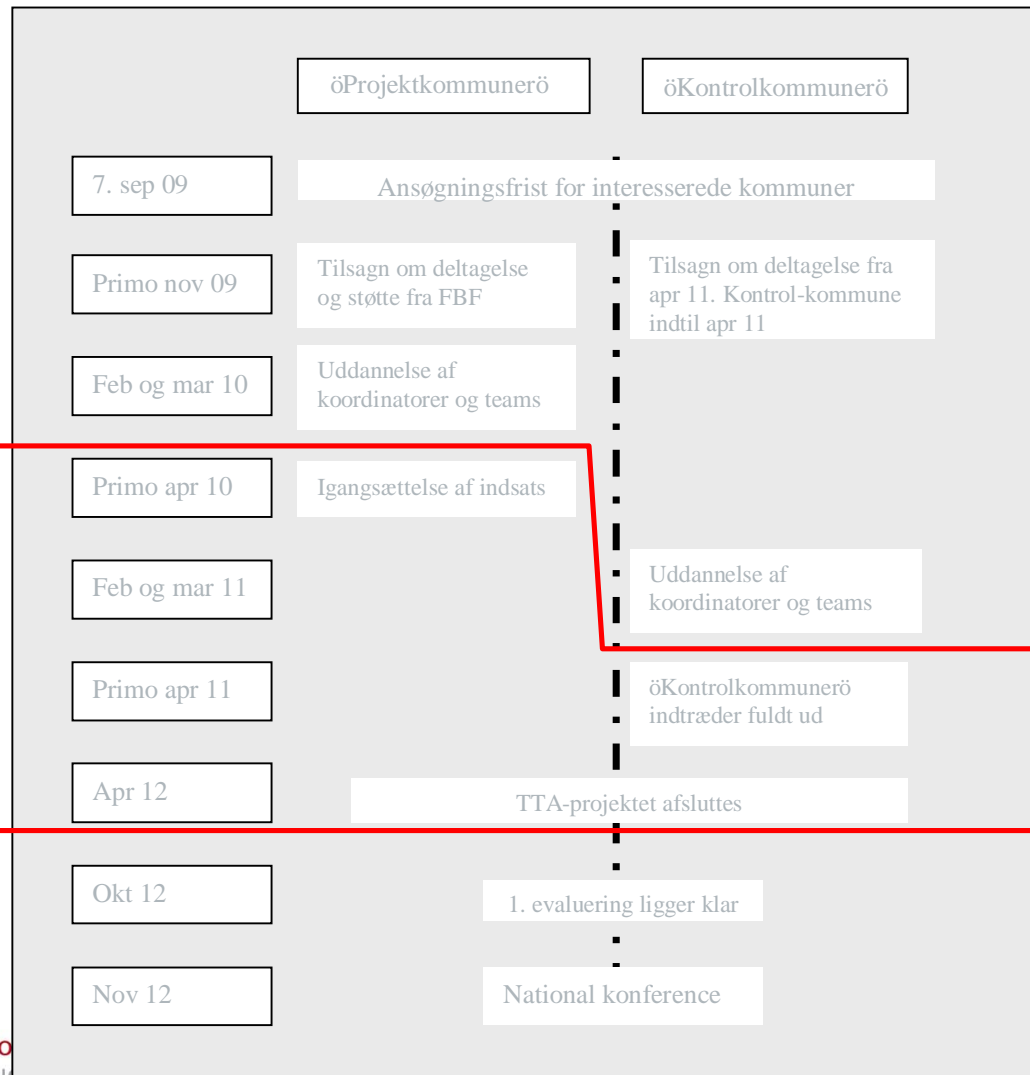 öProjektkommunerö
öKontrolkommunerö
7. sep 09
Ansøgningsfrist for interesserede kommuner
Primo nov 09
Tilsagn om deltagelse
og støtte fra FBF
Tilsagn om deltagelse fra
apr 11. Kontrol-kommune
indtil apr 11
Feb og mar 10
Uddannelse af
koordinatorer og teams
Primo apr 10
Igangsættelse af indsats
Feb og mar 11
Uddannelse af
koordinatorer og teams
Primo apr 11
öKontrolkommunerö
indtræder fuldt ud
Apr 12
TTA-projektet afsluttes
Okt 12
1. evaluering ligger klar
Nov 12
National konference